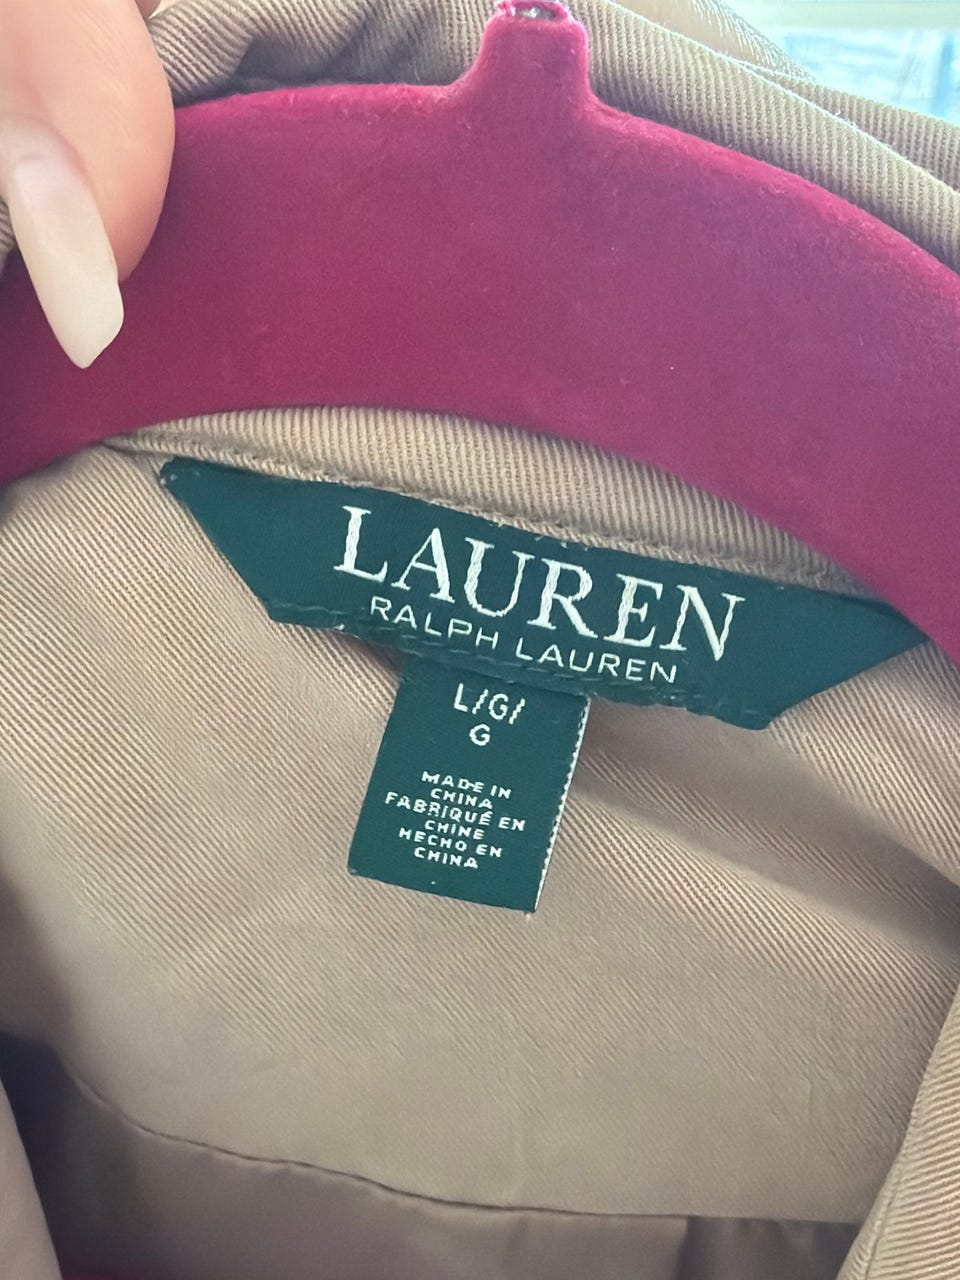 LAUREN
RALPH LAUREN
L/G/
G
MADE IN
CHINA
FABRIQUÉ EN
CHINE
HECHO EN
CHINA